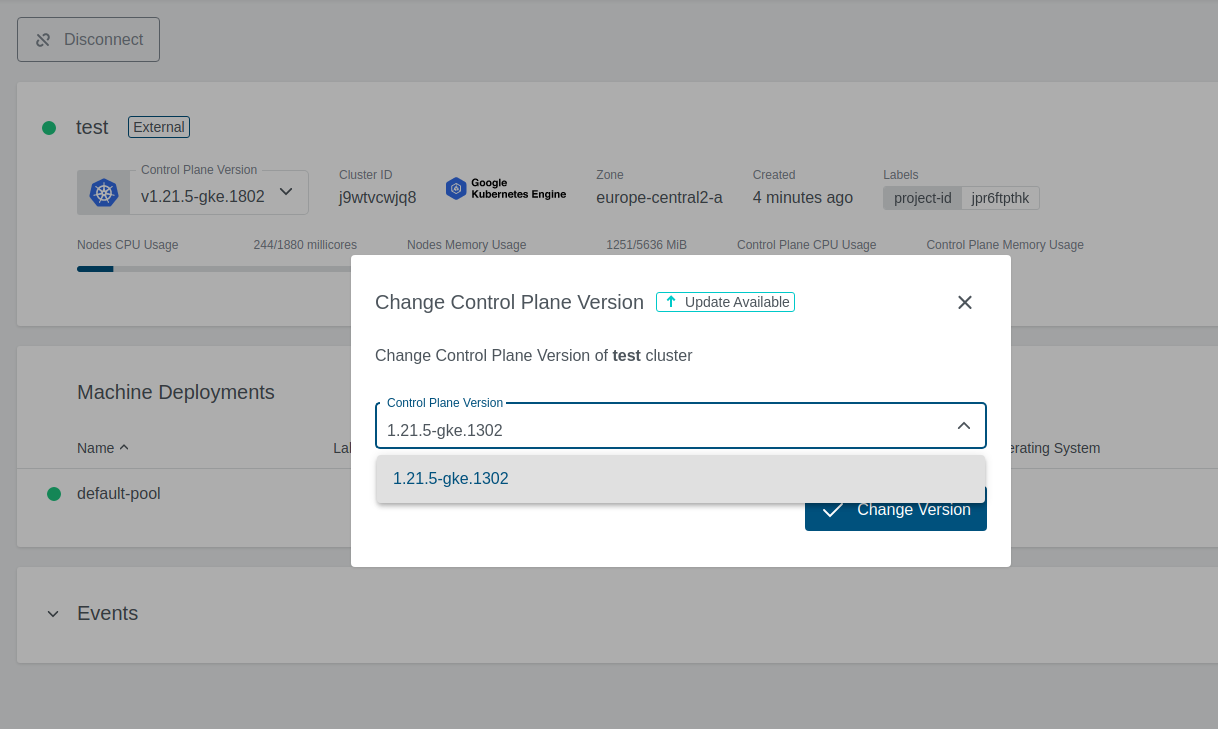 Disconnect
test External
Control Plane Version
v1.21.5-gke.1802
Cluster ID
j9wtvcwjq8
Google
Kubernetes Engine
Zone
europe-central2-a
Created
4 minutes ago
Labels
project-id jpr6ftpthk
Nodes CPU Usage 244/1880 millicores Nodes Memory Usage 1251/5636 MiB Control Plane CPU Usage Control Plane Memory Usage
Change Control Plane Version Update Available
Change Control Plane Version of test cluster
Control Plane Version
1.21.5-gke.1302
1.21.5-gke.1302
Change Version
Machine Deployments
Name
default-pool
System
Events